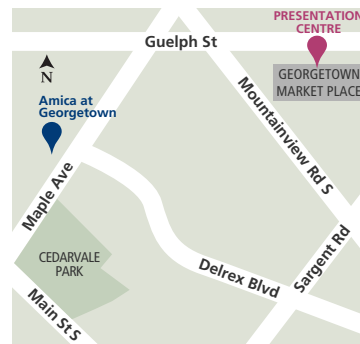 PRESENTATION
CENTRE
Guelph St
GEORGETOWN
MARKET PLACE
N
Amica at
Georgetown
Mountainview Rd S
Maple Ave
Sargent Rd
CEDARVALE
PARK
Delrex Blvd
Main St S